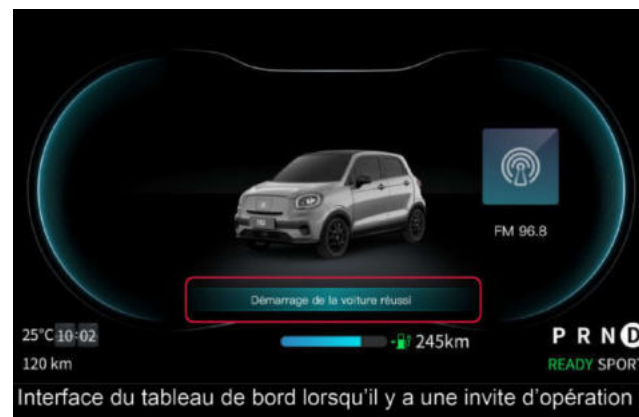 FM 96.8
Démarrage de la voiture réussi
25°C 10:02
245km
P R N D
120 km
READY SPORT
Interface du tableau de bord lorsqu'il y a une invite d'opération